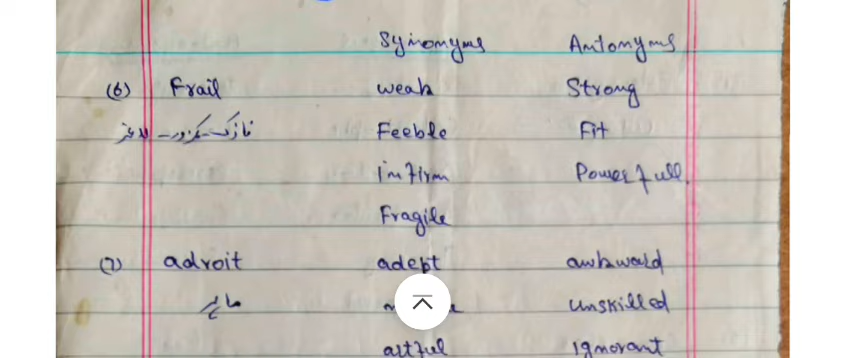 Synonyms Antonyms
(6) Frail weak Strong
نازک - کمزور - لاغر Feeble Fit
infirm Powerfull.
Fragile
(7) adroit adept awkward
ماہر unskilled
artful ignorant